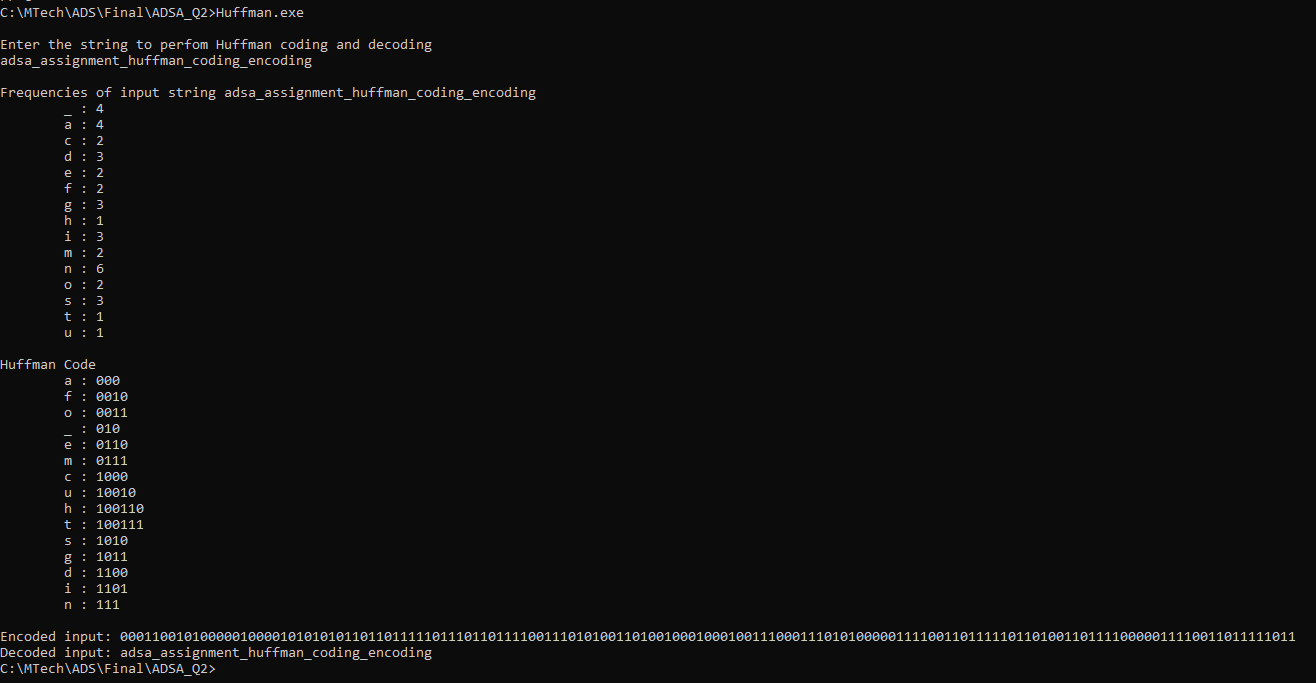 C:\MTech\ADS\Final\ADSA_Q2>Huffman.exe
Enter the string to perfom Huffman coding and decoding
adsa_assignment_huffman_coding_encoding
Frequencies of input string adsa_assignment_huffman_coding_encoding
_ : 4
a : 4
c : 2
d : 3
e : 2
f : 2
g : 3
h : 1
i : 3
m : 2
n : 6
o : 2
s : 3
t : 1
u : 1
Huffman Code
a : 000
f : 0010
o : 0011
_ : 010
e : 0110
m : 0111
c : 1000
u : 10010
h : 100110
t : 100111
s : 1010
g : 1011
d : 1100
i : 1101
n : 111
Encoded input: 000110010100000100001010101011011011111011101101111001110101001101001000100010011100011101010000011110011011111011010011011110000011110011011111011
Decoded input: adsa_assignment_huffman_coding_encoding
C:\MTech\ADS\Final\ADSA_Q2>